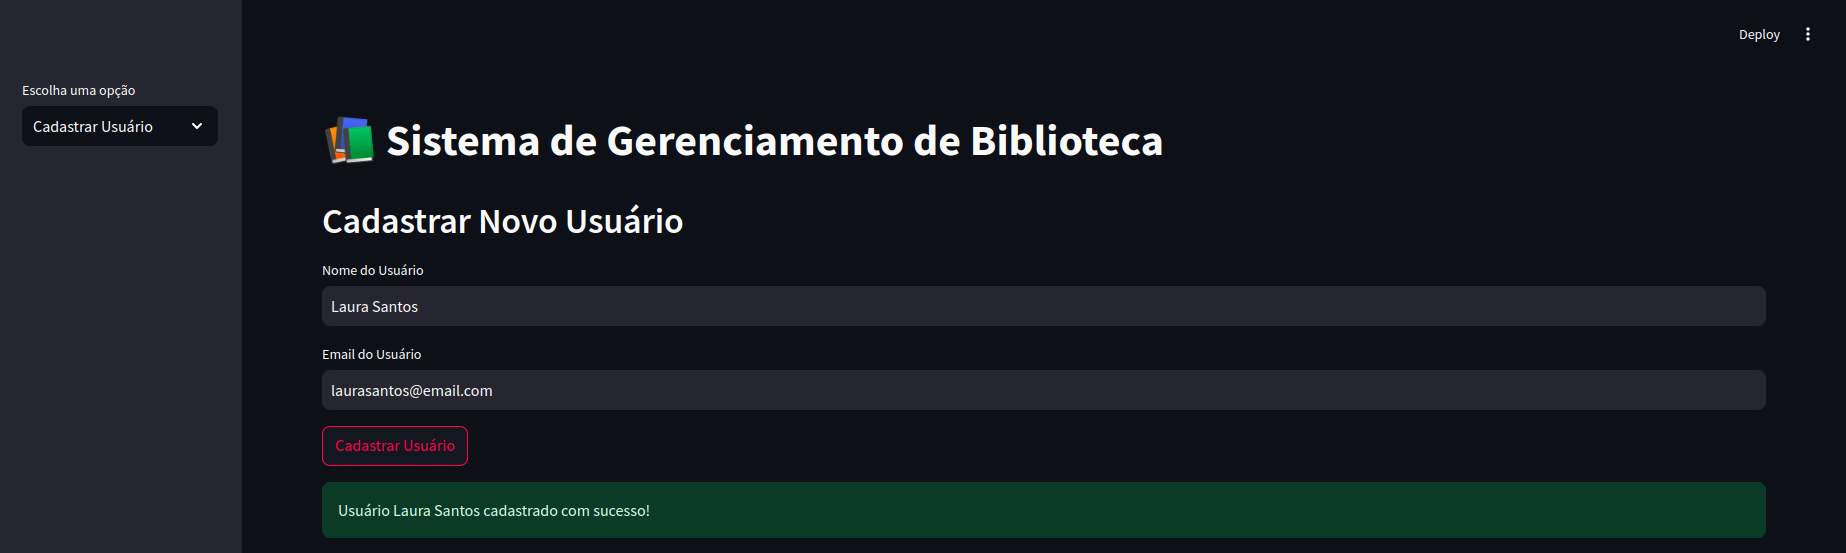 Deploy
Escolha uma opção
Cadastrar Usuário
Sistema de Gerenciamento de Biblioteca
Cadastrar Novo Usuário
Nome do Usuário
Laura Santos
Email do Usuário
laurasantos@email.com
Cadastrar Usuário
Usuário Laura Santos cadastrado com sucesso!